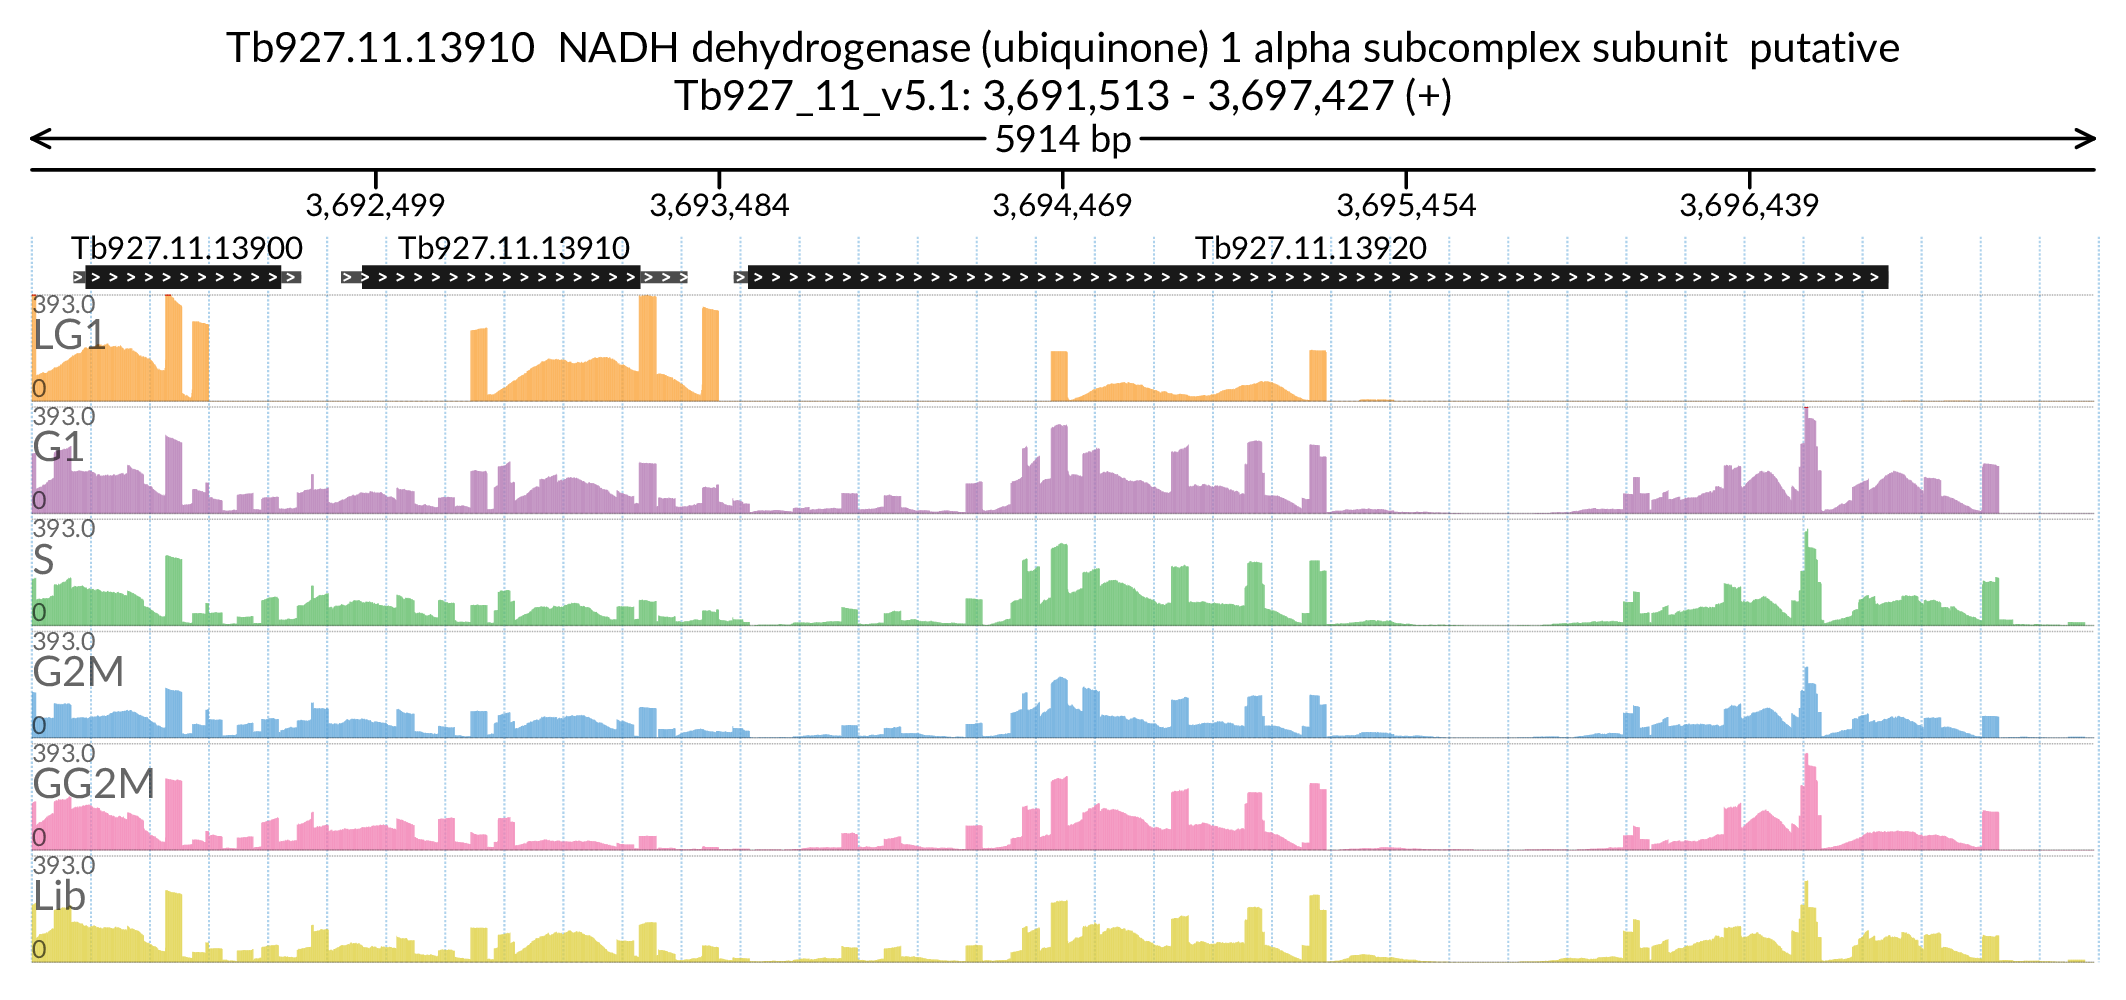 Tb927.11.13910  NADH dehydrogenase (ubiquinone) 1 alpha subcomplex subunit  putative
Tb927_11_v5.1: 3,691,513 - 3,697,427 (+)
5914 bp
3,692,499 3,693,484 3,694,469 3,695,454 3,696,439
Tb927.11.13900 Tb927.11.13910 Tb927.11.13920
393.0
LG1
0
393.0
G1
0
393.0
S
0
393.0
G2M
0
393.0
GG2M
0
393.0
Lib
0